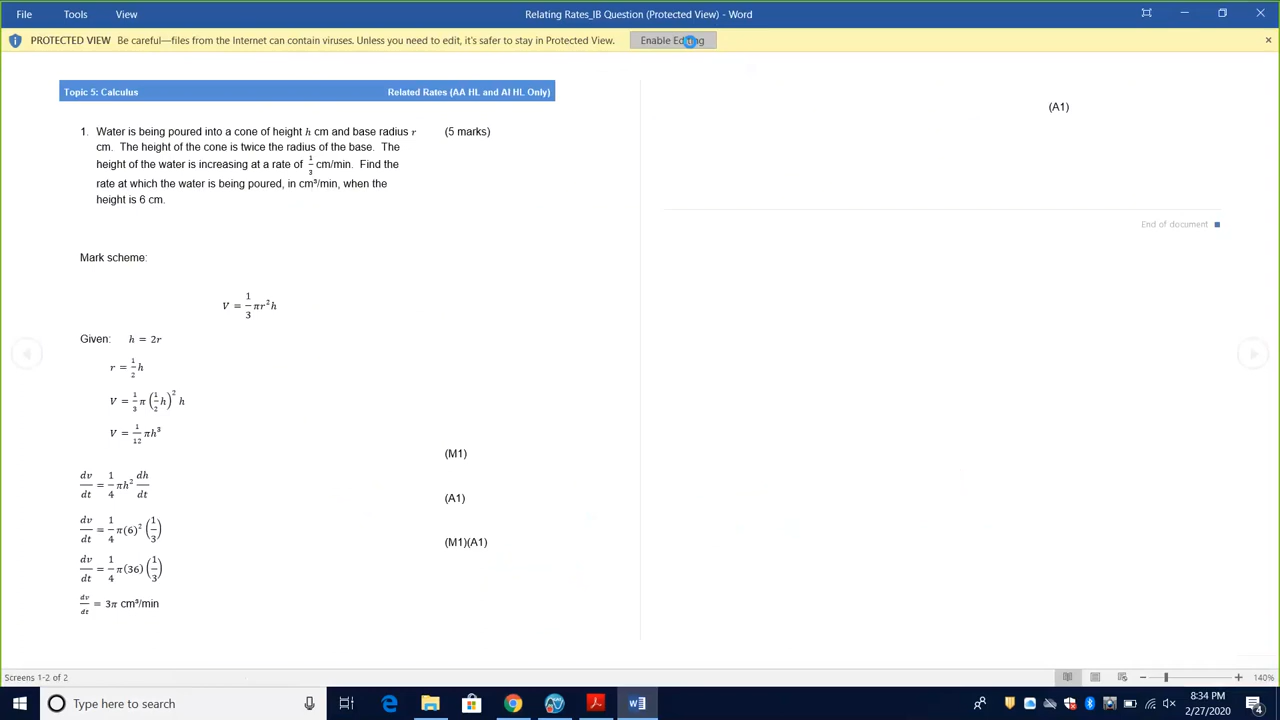 File Tools View Relating Rates_IB Question (Protected View) - Word
PROTECTED VIEW Be careful—files from the Internet can contain viruses. Unless you need to edit, it's safer to stay in Protected View. Enable Editing
Topic 5: Calculus Related Rates (AA HL and AI HL Only)
1. Water is being poured into a cone of height h cm and base radius r (5 marks)
cm. The height of the cone is twice the radius of the base. The
height of the water is increasing at a rate of 1/3 cm/min. Find the
rate at which the water is being poured, in cm³/min, when the
height is 6 cm.
Mark scheme:
V = 1/3 πr²h
Given: h = 2r
r = 1/2 h
V = 1/3 π (1/2 h)² h
V = 1/12 πh³
(M1)
dv/dt = 1/4 πh² dh/dt
(A1)
dv/dt = 1/4 π(6)² (1/3)
(M1)(A1)
dv/dt = 1/4 π(36) (1/3)
dv/dt = 3π cm³/min
(A1)
End of document
Screens 1-2 of 2 140%
Type here to search
8:34 PM
2/27/2020
4